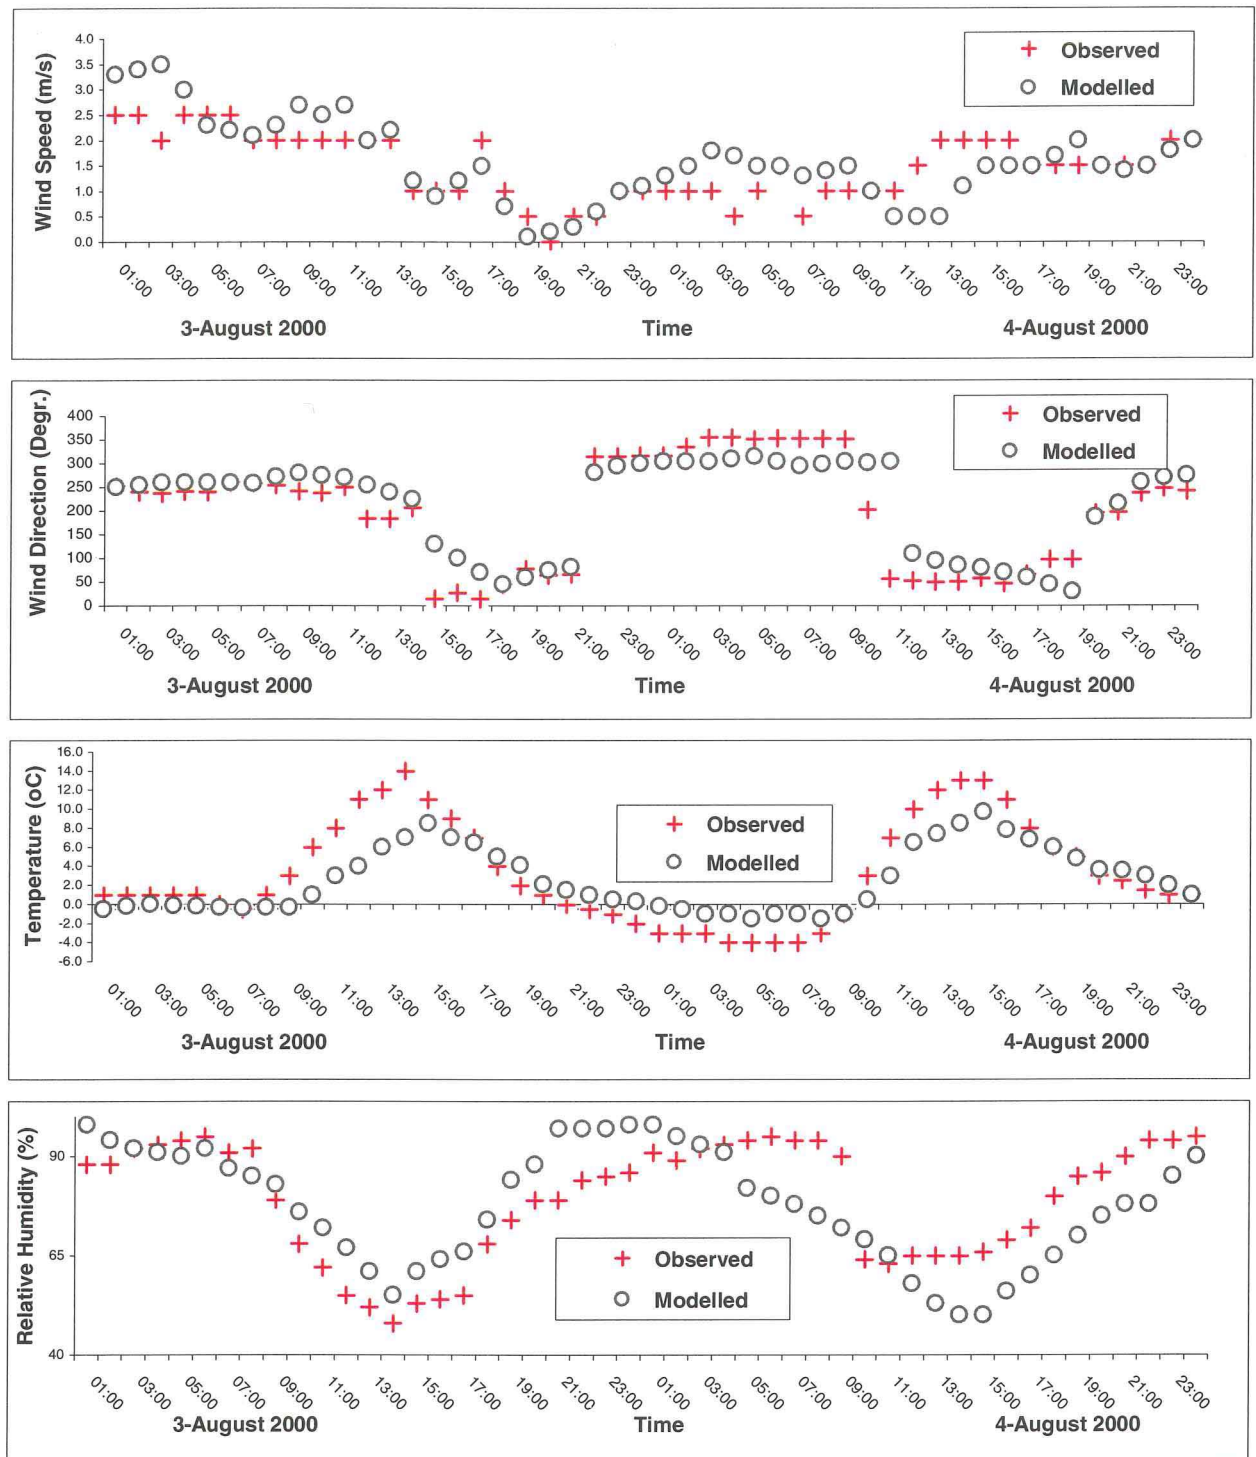 Wind Speed (m/s)
4.0
3.5
3.0
2.5
2.0
1.5
1.0
0.5
0.0
Observed
Modelled
01:00 03:00 05:00 07:00 09:00 11:00 13:00 15:00 17:00 19:00 21:00 23:00 01:00 03:00 05:00 07:00 09:00 11:00 13:00 15:00 17:00 19:00 21:00 23:00
3-August 2000 Time 4-August 2000
Wind Direction (Degr.)
400
350
300
250
200
150
100
50
0
Observed
Modelled
01:00 03:00 05:00 07:00 09:00 11:00 13:00 15:00 17:00 19:00 21:00 23:00 01:00 03:00 05:00 07:00 09:00 11:00 13:00 15:00 17:00 19:00 21:00 23:00
3-August 2000 Time 4-August 2000
Temperature (oC)
16.0
14.0
12.0
10.0
8.0
6.0
4.0
2.0
0.0
-2.0
-4.0
-6.0
Observed
Modelled
01:00 03:00 05:00 07:00 09:00 11:00 13:00 15:00 17:00 19:00 21:00 23:00 01:00 03:00 05:00 07:00 09:00 11:00 13:00 15:00 17:00 19:00 21:00 23:00
3-August 2000 Time 4-August 2000
Relative Humidity (%)
90
65
40
Observed
Modelled
01:00 03:00 05:00 07:00 09:00 11:00 13:00 15:00 17:00 19:00 21:00 23:00 01:00 03:00 05:00 07:00 09:00 11:00 13:00 15:00 17:00 19:00 21:00 23:00
3-August 2000 Time 4-August 2000